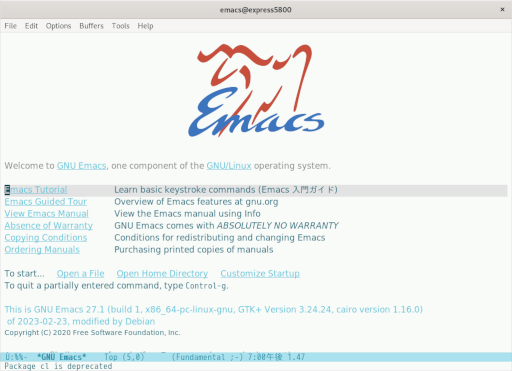 emacs@express5800
File Edit Options Buffers Tools Help
Emacs
Welcome to GNU Emacs, one component of the GNU/Linux operating system.
Emacs Tutorial Learn basic keystroke commands (Emacs 入門ガイド)
Emacs Guided Tour Overview of Emacs features at gnu.org
View Emacs Manual View the Emacs manual using Info
Absence of Warranty GNU Emacs comes with ABSOLUTELY NO WARRANTY
Copying Conditions Conditions for redistributing and changing Emacs
Ordering Manuals Purchasing printed copies of manuals
To start... Open a File Open Home Directory Customize Startup
To quit a partially entered command, type Control-g.
This is GNU Emacs 27.1 (build 1, x86_64-pc-linux-gnu, GTK+ Version 3.24.24, cairo version 1.16.0)
of 2023-02-23, modified by Debian
Copyright (C) 2020 Free Software Foundation, Inc.
U:%%- *GNU Emacs* Top (5,0) (Fundamental ;-) 7:00午後 1.47
Package cl is deprecated